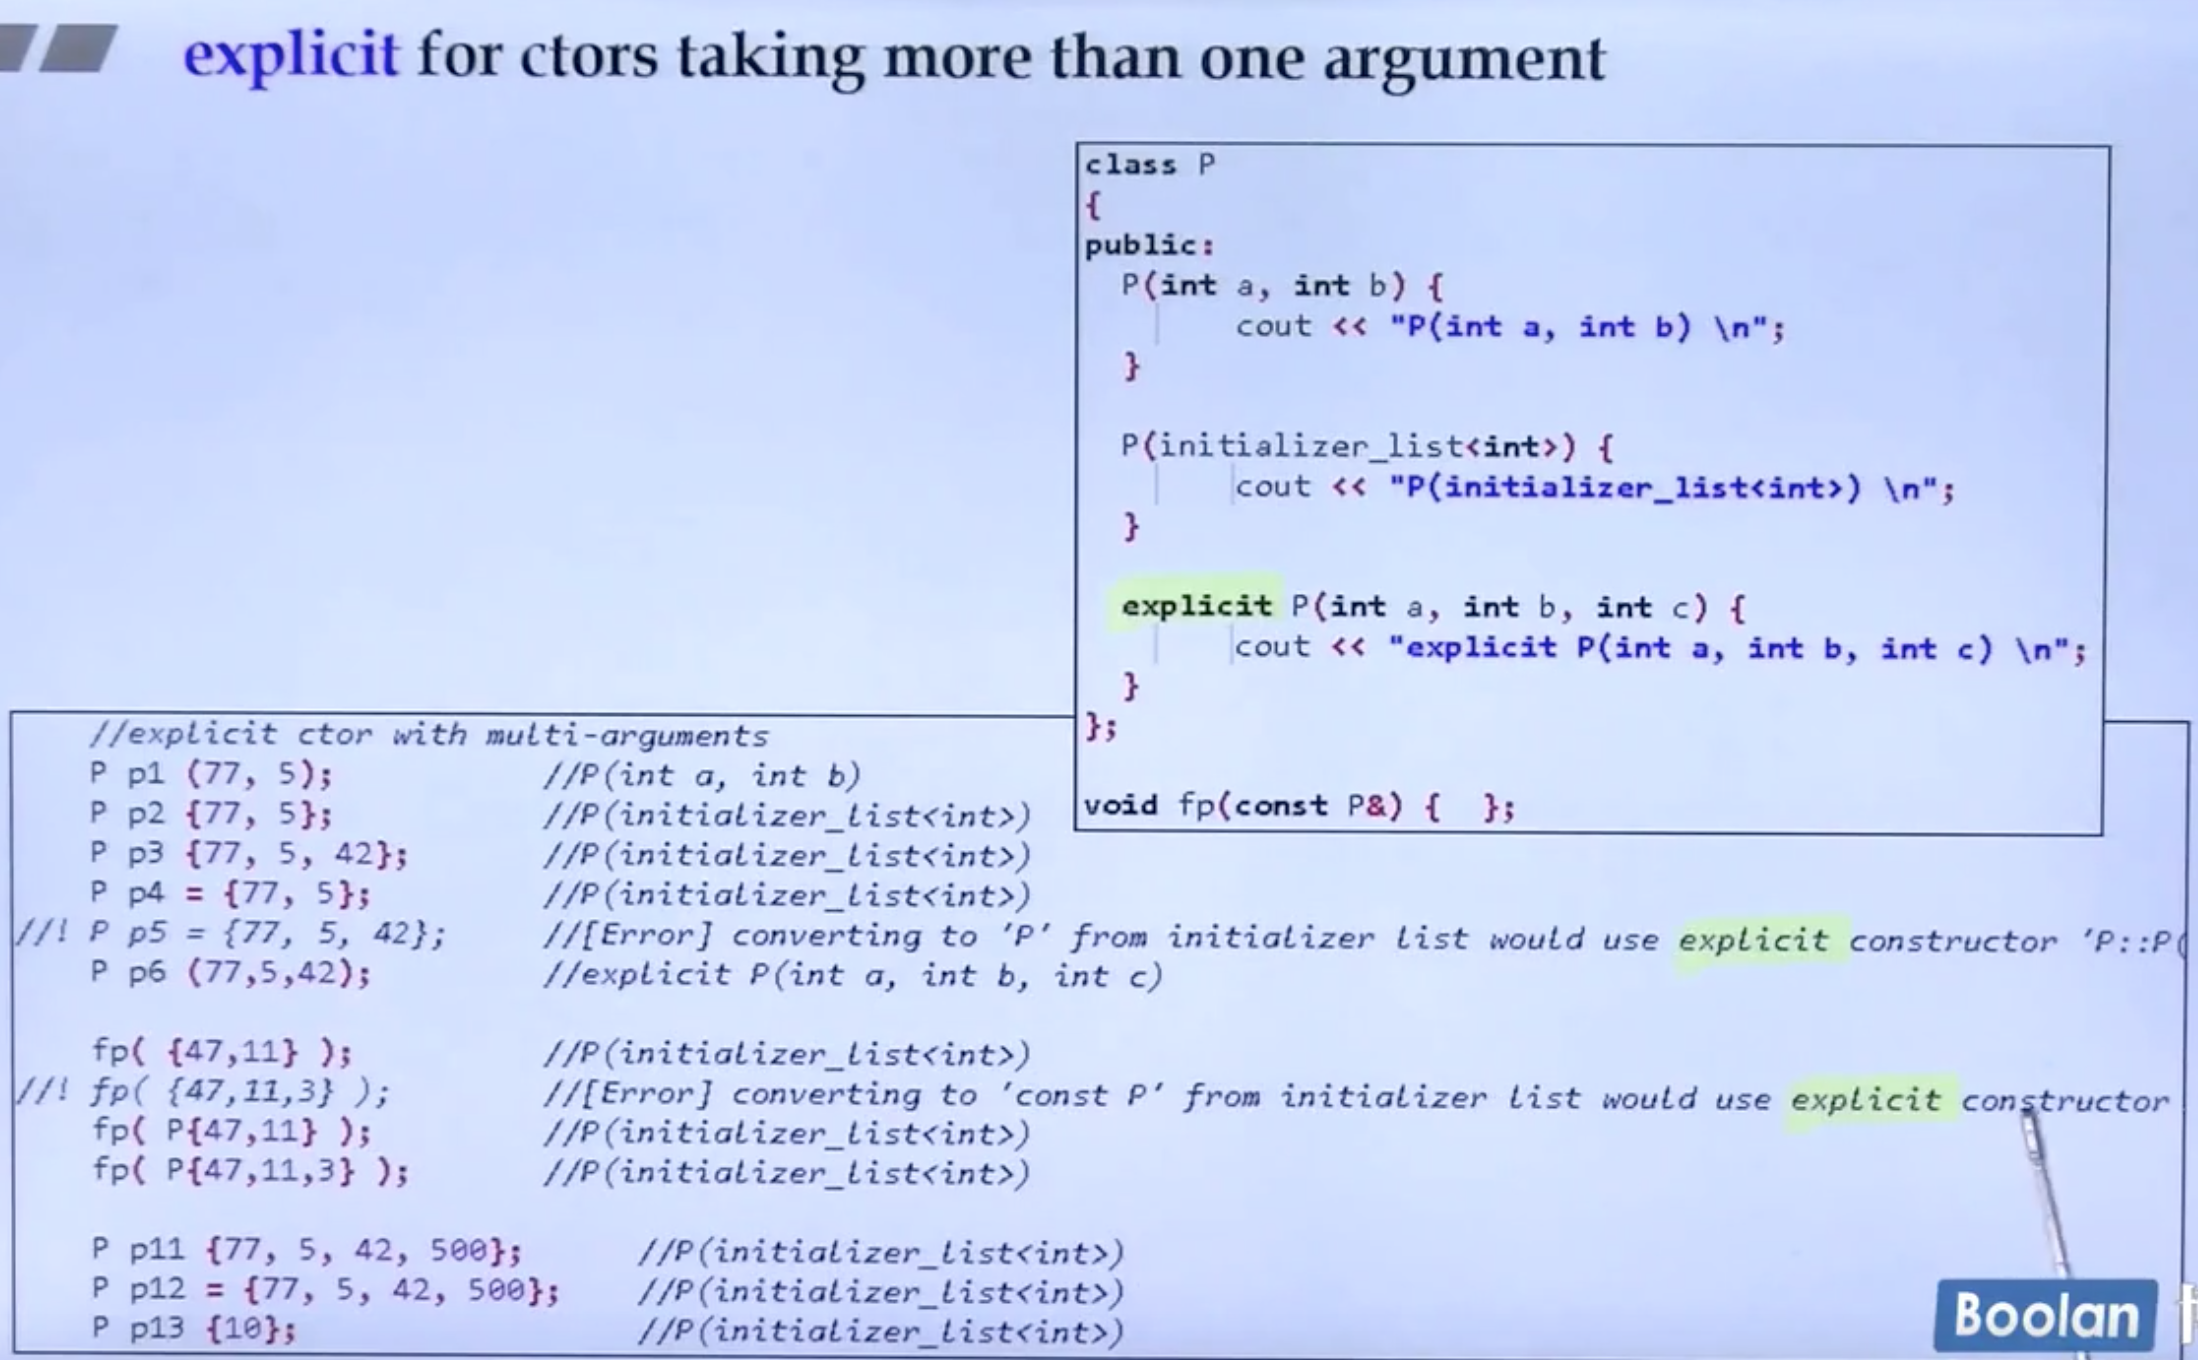 explicit for ctors taking more than one argument
class P
{
public:
P(int a, int b) {
cout << "P(int a, int b) \n";
}
P(initializer_list<int>) {
cout << "P(initializer_list<int>) \n";
}
explicit P(int a, int b, int c) {
cout << "explicit P(int a, int b, int c) \n";
}
};
void fp(const P&) { };
//explicit ctor with multi-arguments
P p1 (77, 5); //P(int a, int b)
P p2 {77, 5}; //P(initializer_list<int>)
P p3 {77, 5, 42}; //P(initializer_list<int>)
P p4 = {77, 5}; //P(initializer_list<int>)
//! P p5 = {77, 5, 42}; //[Error] converting to 'P' from initializer list would use explicit constructor 'P::P(
P p6 (77,5,42); //explicit P(int a, int b, int c)
fp( {47,11} ); //P(initializer_list<int>)
//! fp( {47,11,3} ); //[Error] converting to 'const P' from initializer list would use explicit constructor
fp( P{47,11} ); //P(initializer_list<int>)
fp( P{47,11,3} ); //P(initializer_list<int>)
P p11 {77, 5, 42, 500}; //P(initializer_list<int>)
P p12 = {77, 5, 42, 500}; //P(initializer_list<int>)
P p13 {10}; //P(initializer_list<int>)
Boolan